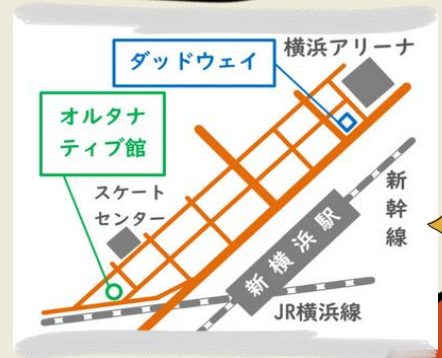 横浜アリーナ
ダッドウェイ
オルタナ
ティブ館
スケート
センター
新幹線
新横浜駅
JR横浜線